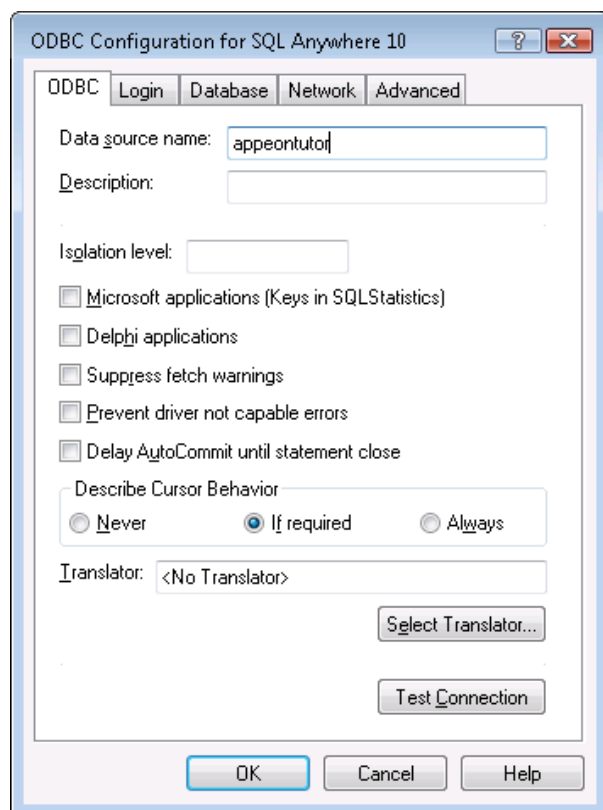 ODBC Configuration for SQL Anywhere 10
ODBC Login Database Network Advanced
Data source name: appeontutor
Description:
Isolation level:
Microsoft applications (Keys in SQLStatistics)
Delphi applications
Suppress fetch warnings
Prevent driver not capable errors
Delay AutoCommit until statement close
Describe Cursor Behavior
Never If required Always
Translator: <No Translator>
Select Translator...
Test Connection
OK Cancel Help